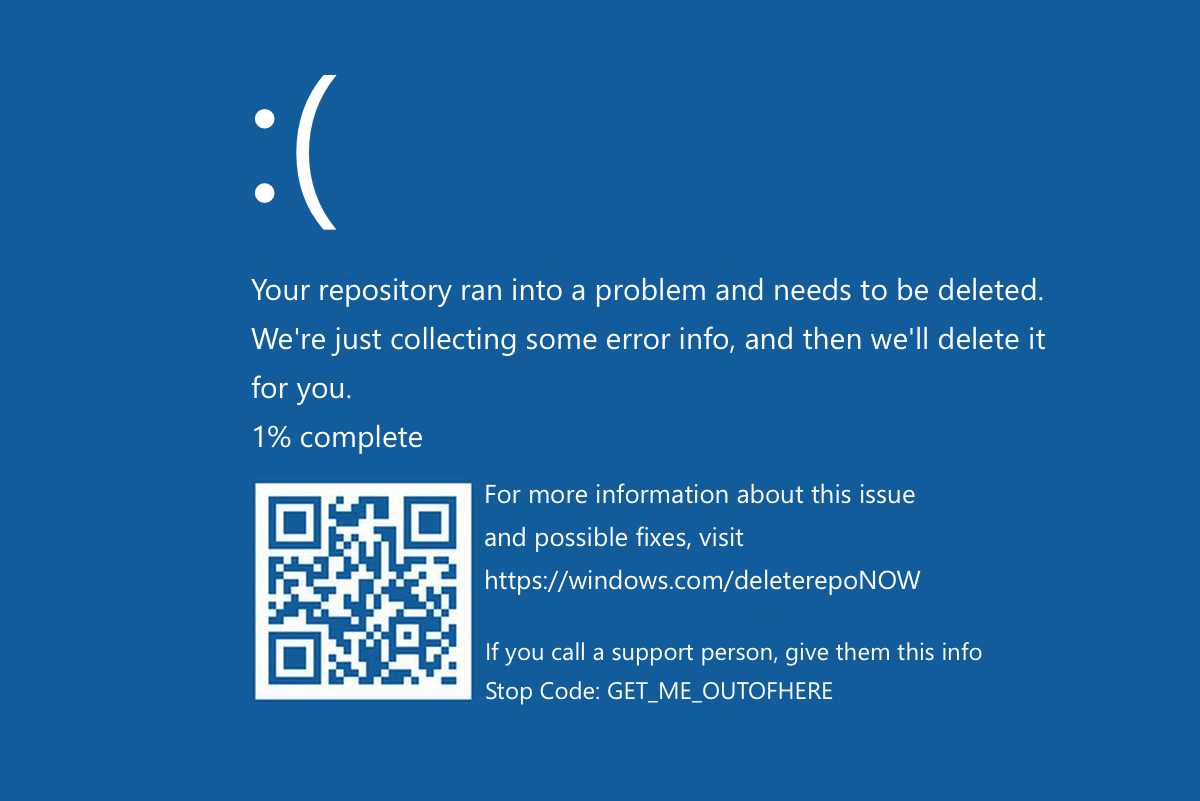 :(
Your repository ran into a problem and needs to be deleted.
We're just collecting some error info, and then we'll delete it
for you.
1% complete
For more information about this issue
and possible fixes, visit
https://windows.com/deleterepoNOW
If you call a support person, give them this info
Stop Code: GET_ME_OUTOFHERE